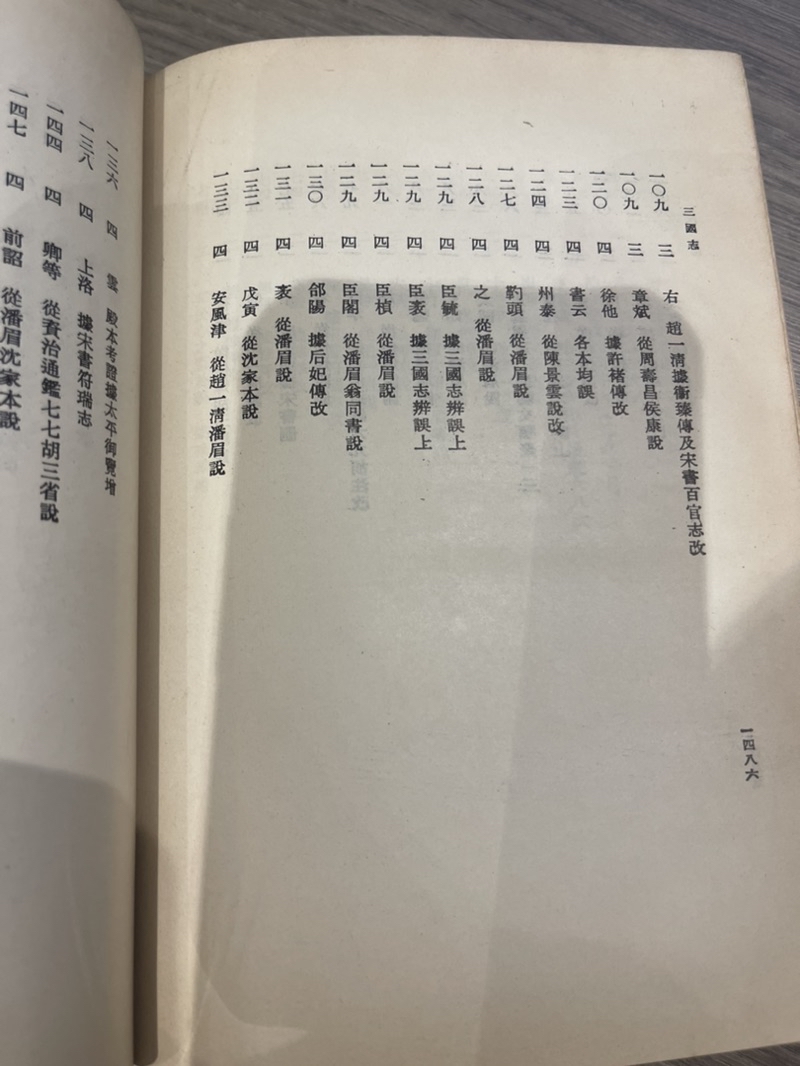 三國志
一〇九 三 右 趙一清據衞臻傳及宋書百官志改
一〇九 三 章斌 從周壽昌侯康說
一二〇 四 徐他 據許褚傳改
一二三 四 書云 各本均誤
一二四 四 州泰 從陳景雲說改
一二七 四 㔨頭 從潘眉說
一二八 四 之 從潘眉說
一二九 四 臣毓 據三國志辨誤上
一二九 四 臣袤 據三國志辨誤上
一二九 四 臣楨 從潘眉說
一二九 四 臣閣 從潘眉翁同書說
一三〇 四 郃陽 據后妃傳改
一三一 四 袤 從潘眉說
一三二 四 戊寅 從沈家本說
一三三 四 安風津 從趙一清潘眉說
一四八六
一三六 四 雲 殿本考證據太平御覽增
一三八 四 上洛 據宋書符瑞志
一四四 四 卿等 從資治通鑑七七胡三省說
一四七 四 前詔 從潘眉沈家本說